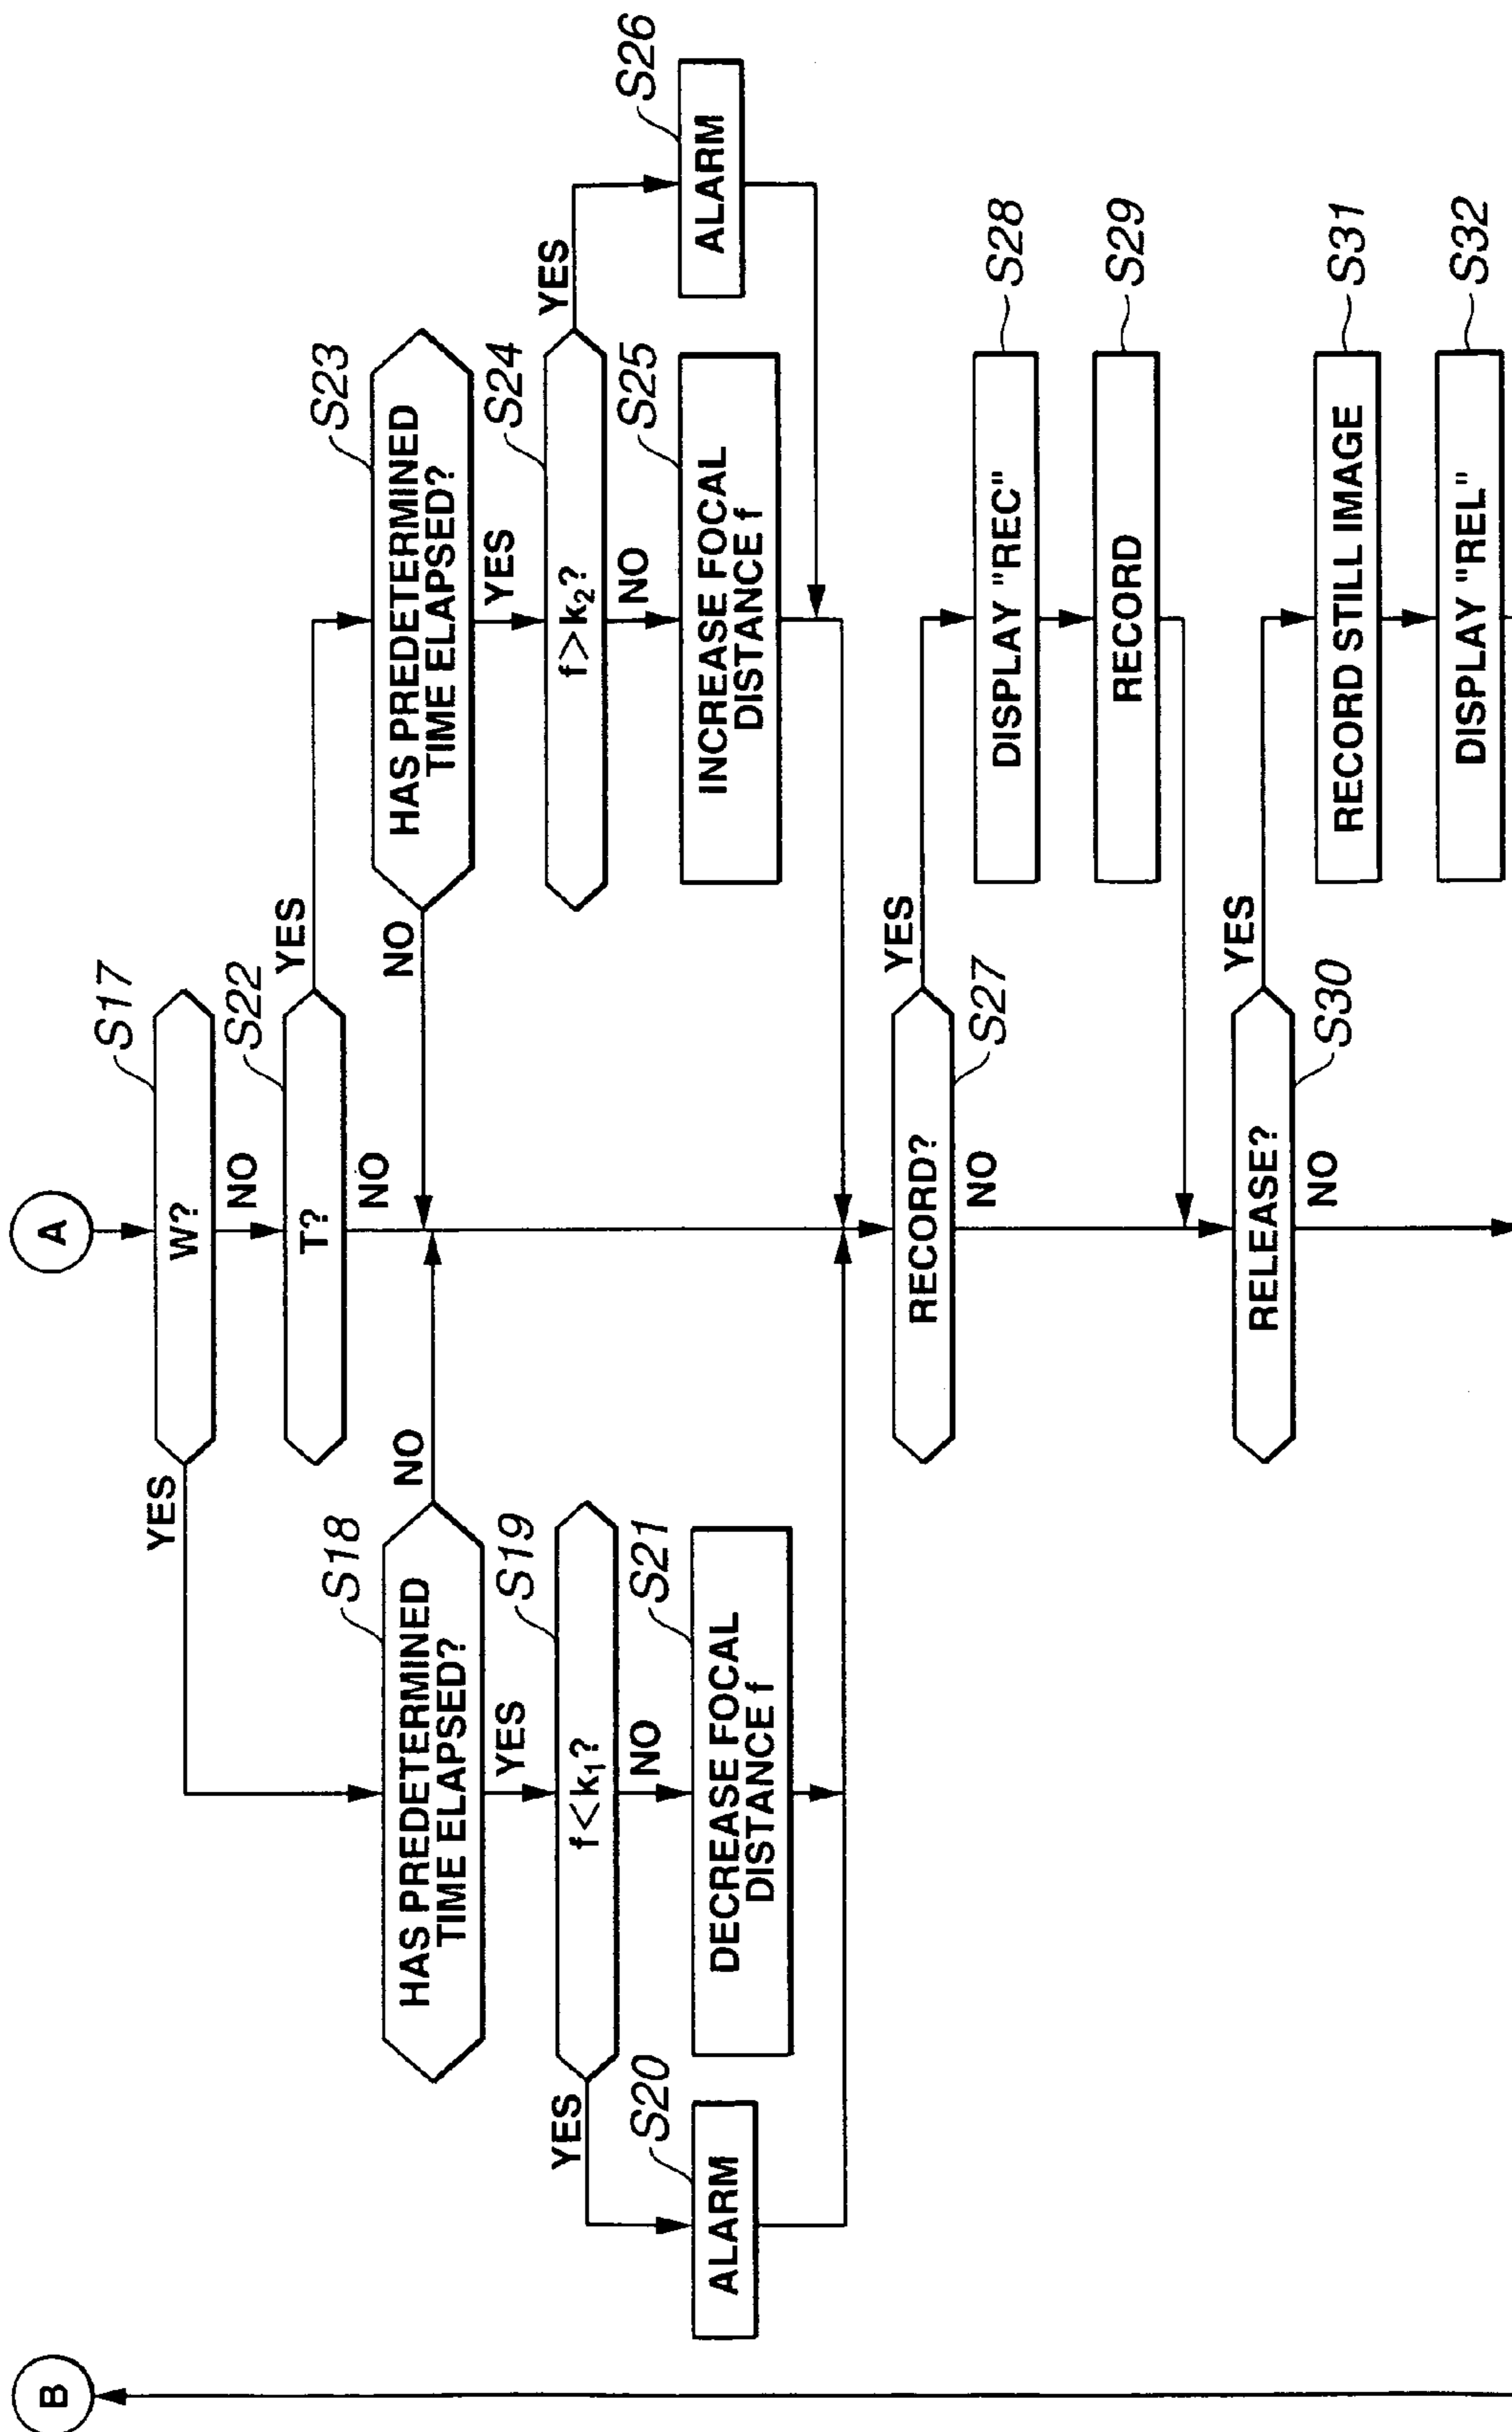 A
B
W?
S17
YES
NO
T?
S22
YES
NO
HAS PREDETERMINED
TIME ELAPSED?
S18
NO
YES
f<k₁?
S19
YES
NO
ALARM
S20
DECREASE FOCAL
DISTANCE f
S21
HAS PREDETERMINED
TIME ELAPSED?
S23
NO
YES
f>k₂?
S24
YES
NO
INCREASE FOCAL
DISTANCE f
S25
ALARM
S26
RECORD?
S27
YES
NO
DISPLAY "REC"
S28
RECORD
S29
RELEASE?
S30
YES
NO
RECORD STILL IMAGE
S31
DISPLAY "REL"
S32